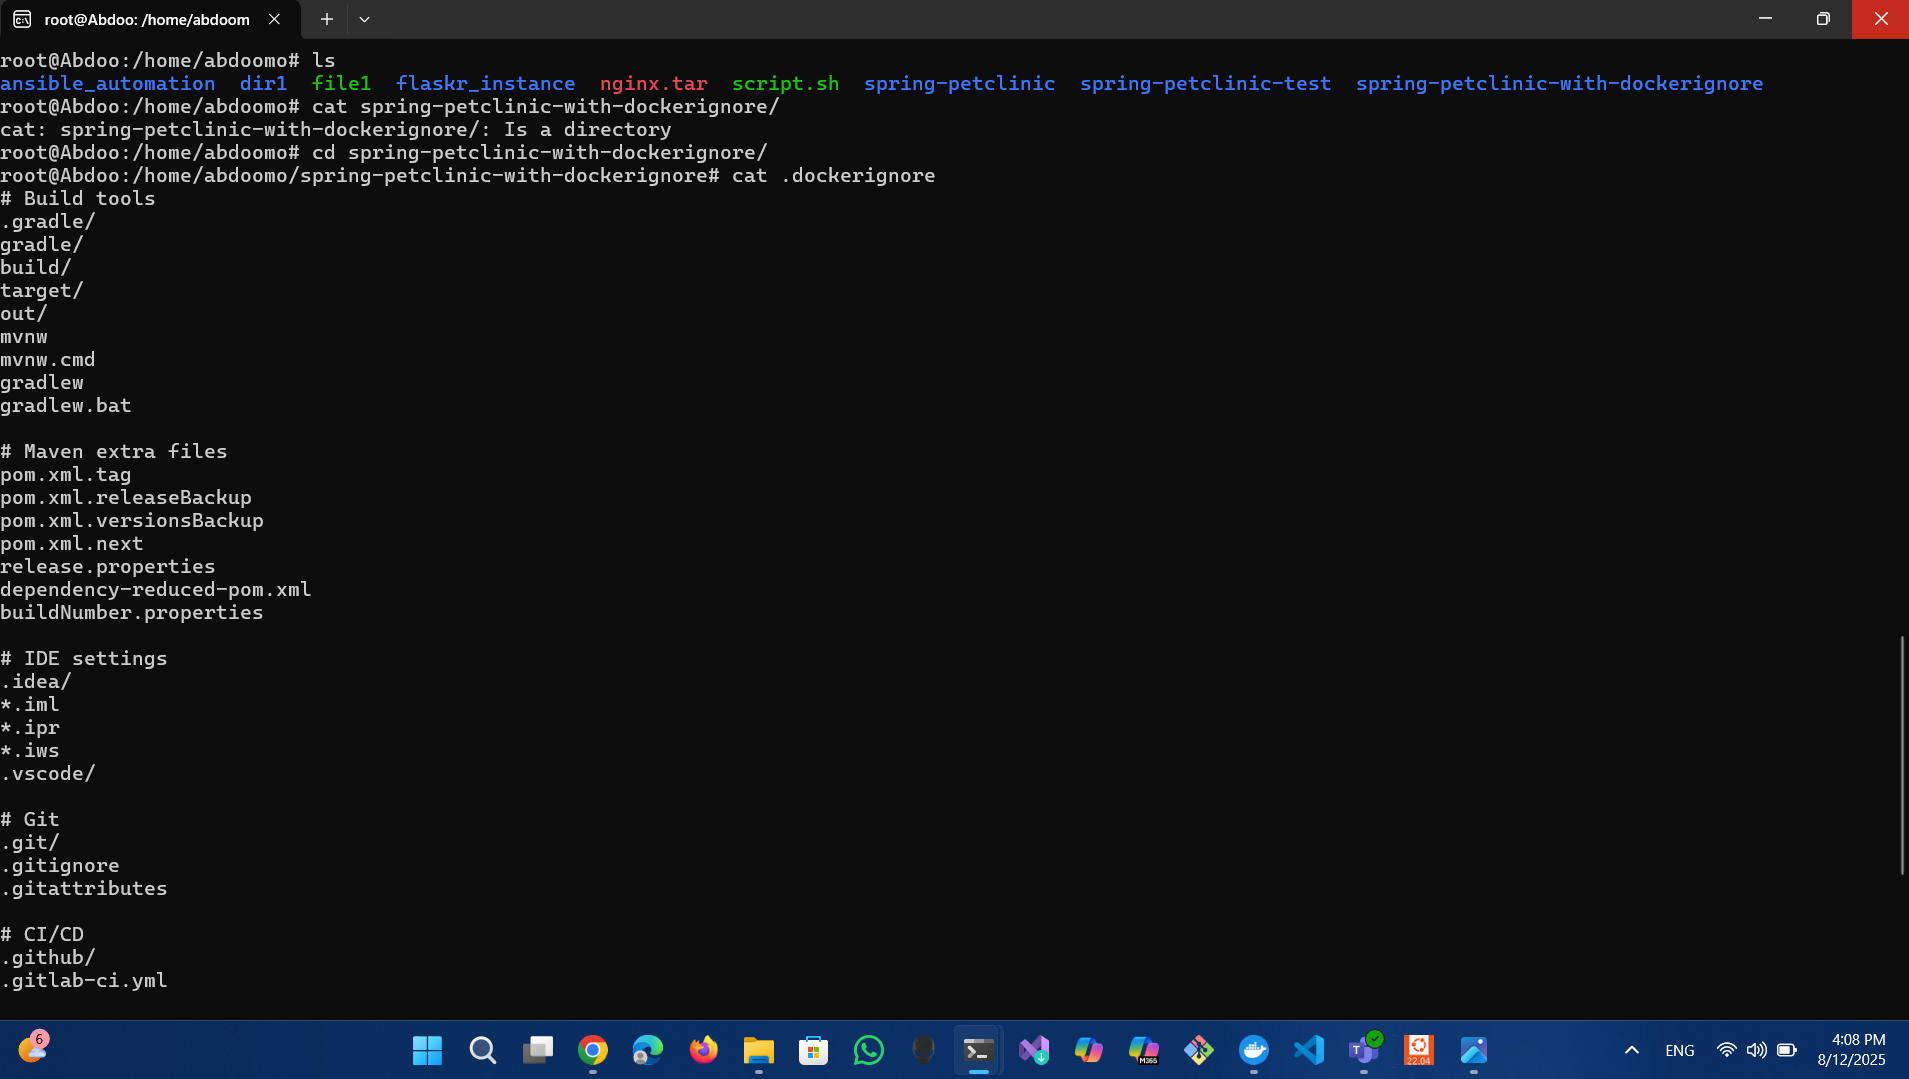 root@Abdoo: /home/abdoom
root@Abdoo:/home/abdoomo# ls
ansible_automation  dir1  file1  flaskr_instance  nginx.tar  script.sh  spring-petclinic  spring-petclinic-test  spring-petclinic-with-dockerignore
root@Abdoo:/home/abdoomo# cat spring-petclinic-with-dockerignore/
cat: spring-petclinic-with-dockerignore/: Is a directory
root@Abdoo:/home/abdoomo# cd spring-petclinic-with-dockerignore/
root@Abdoo:/home/abdoomo/spring-petclinic-with-dockerignore# cat .dockerignore
# Build tools
.gradle/
gradle/
build/
target/
out/
mvnw
mvnw.cmd
gradlew
gradlew.bat

# Maven extra files
pom.xml.tag
pom.xml.releaseBackup
pom.xml.versionsBackup
pom.xml.next
release.properties
dependency-reduced-pom.xml
buildNumber.properties

# IDE settings
.idea/
*.iml
*.ipr
*.iws
.vscode/

# Git
.git/
.gitignore
.gitattributes

# CI/CD
.github/
.gitlab-ci.yml
6
M365
22.04
ENG
4:08 PM
8/12/2025